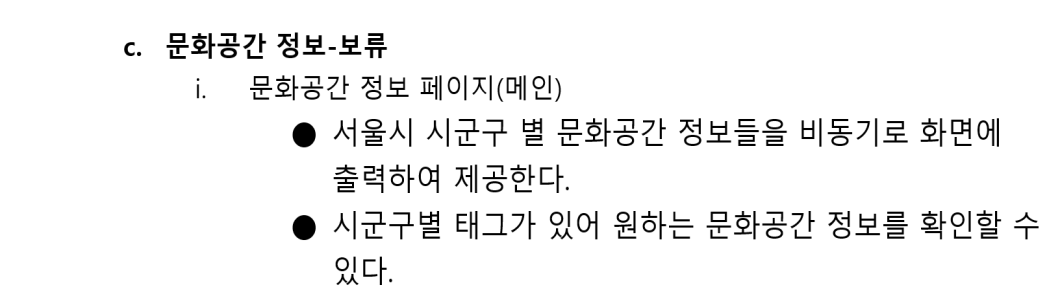 c. 문화공간 정보-보류
i. 문화공간 정보 페이지(메인)
● 서울시 시군구 별 문화공간 정보들을 비동기로 화면에
출력하여 제공한다.
● 시군구별 태그가 있어 원하는 문화공간 정보를 확인할 수
있다.